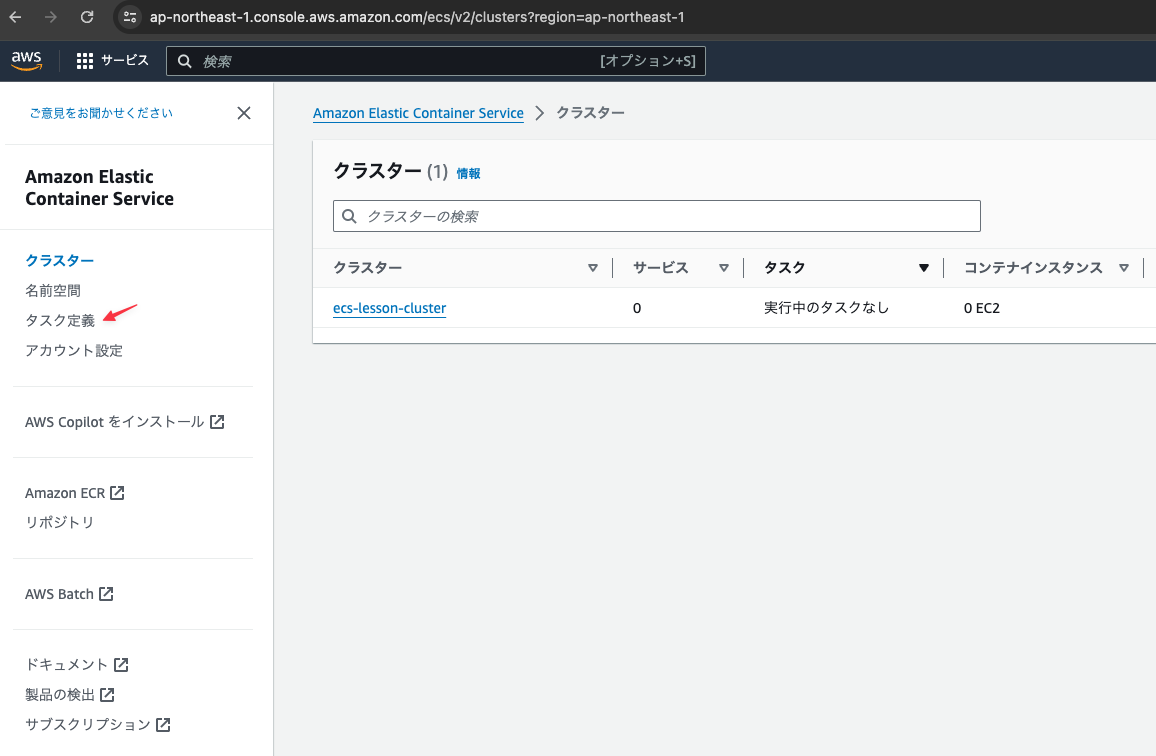 ap-northeast-1.console.aws.amazon.com/ecs/v2/clusters?region=ap-northeast-1
aws サービス 検索 [オプション+S]
ご意見をお聞かせください
Amazon Elastic
Container Service
クラスター
名前空間
タスク定義
アカウント設定
AWS Copilot をインストール
Amazon ECR
リポジトリ
AWS Batch
ドキュメント
製品の検出
サブスクリプション
Amazon Elastic Container Service クラスター
クラスター (1) 情報
クラスターの検索
クラスター サービス タスク コンテナインスタンス
ecs-lesson-cluster 0 実行中のタスクなし 0 EC2